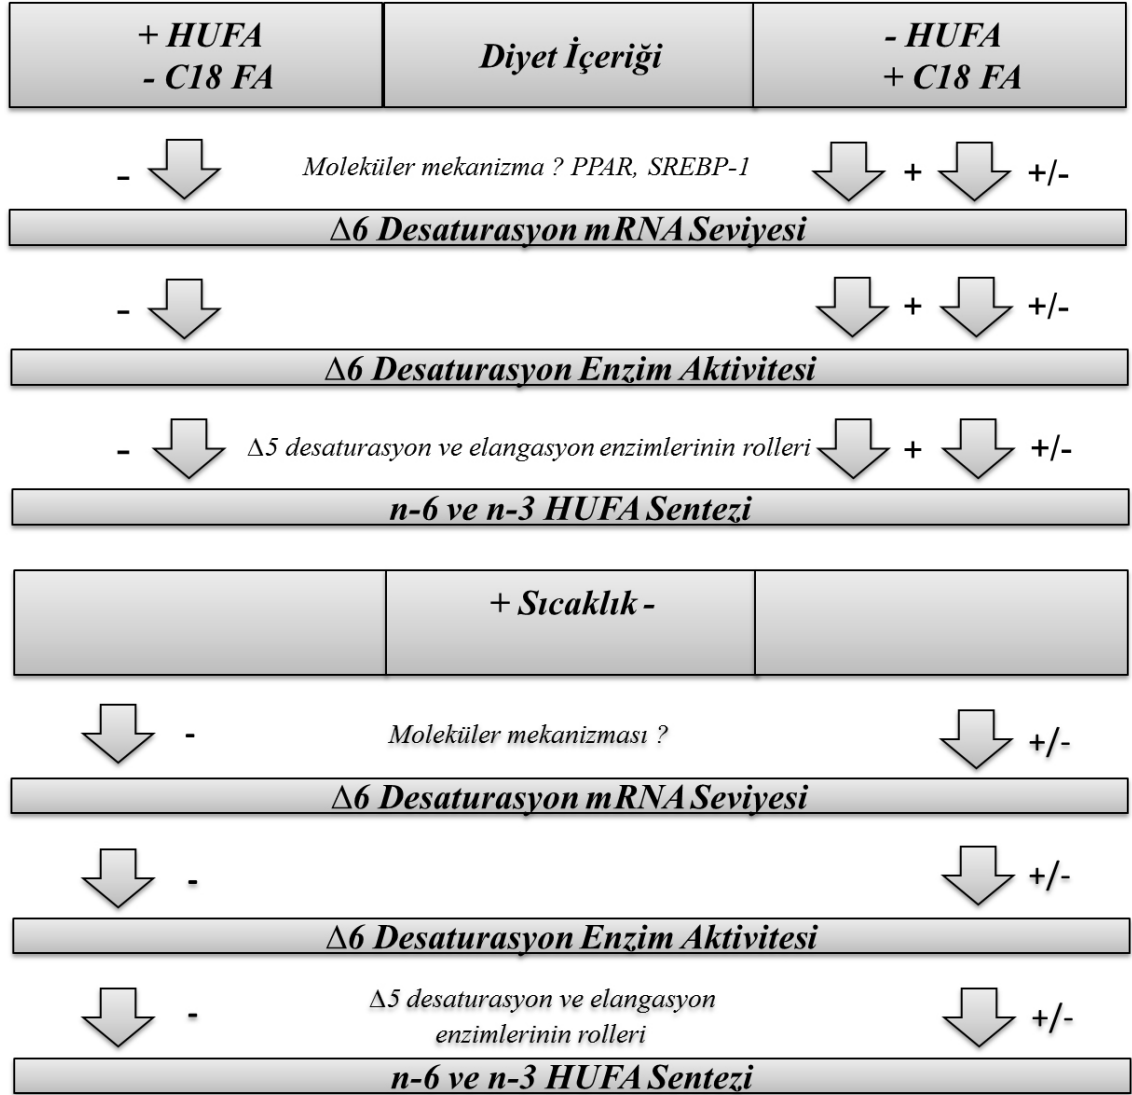 + HUFA
- C18 FA
Diyet İçeriği
- HUFA
+ C18 FA
- Moleküler mekanizma ? PPAR, SREBP-1 + +/-
Δ6 Desaturasyon mRNA Seviyesi
- + +/-
Δ6 Desaturasyon Enzim Aktivitesi
- Δ5 desaturasyon ve elangasyon enzimlerinin rolleri + +/-
n-6 ve n-3 HUFA Sentezi
+ Sıcaklık -
- Moleküler mekanizması ? +/-
Δ6 Desaturasyon mRNA Seviyesi
- +/-
Δ6 Desaturasyon Enzim Aktivitesi
- Δ5 desaturasyon ve elangasyon +/-
enzimlerinin rolleri
n-6 ve n-3 HUFA Sentezi